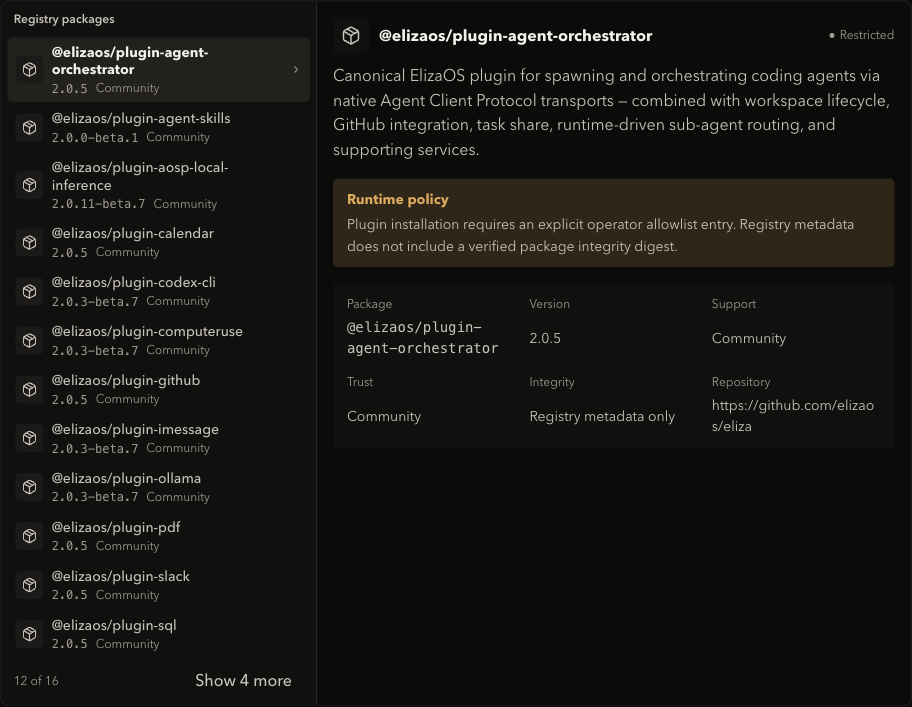 Registry packages
@elizaos/plugin-agent-
orchestrator
2.0.5 Community
@elizaos/plugin-agent-skills
2.0.0-beta.1 Community
@elizaos/plugin-aosp-local-
inference
2.0.11-beta.7 Community
@elizaos/plugin-calendar
2.0.5 Community
@elizaos/plugin-codex-cli
2.0.3-beta.7 Community
@elizaos/plugin-computeruse
2.0.3-beta.7 Community
@elizaos/plugin-github
2.0.5 Community
@elizaos/plugin-imessage
2.0.3-beta.7 Community
@elizaos/plugin-ollama
2.0.3-beta.7 Community
@elizaos/plugin-pdf
2.0.5 Community
@elizaos/plugin-slack
2.0.5 Community
@elizaos/plugin-sql
2.0.5 Community
12 of 16 Show 4 more
@elizaos/plugin-agent-orchestrator
Restricted
Canonical ElizaOS plugin for spawning and orchestrating coding agents via
native Agent Client Protocol transports — combined with workspace lifecycle,
GitHub integration, task share, runtime-driven sub-agent routing, and
supporting services.
Runtime policy
Plugin installation requires an explicit operator allowlist entry. Registry metadata
does not include a verified package integrity digest.
Package
@elizaos/plugin-
agent-orchestrator
Version
2.0.5
Support
Community
Trust
Community
Integrity
Registry metadata only
Repository
https://github.com/elizao
s/eliza